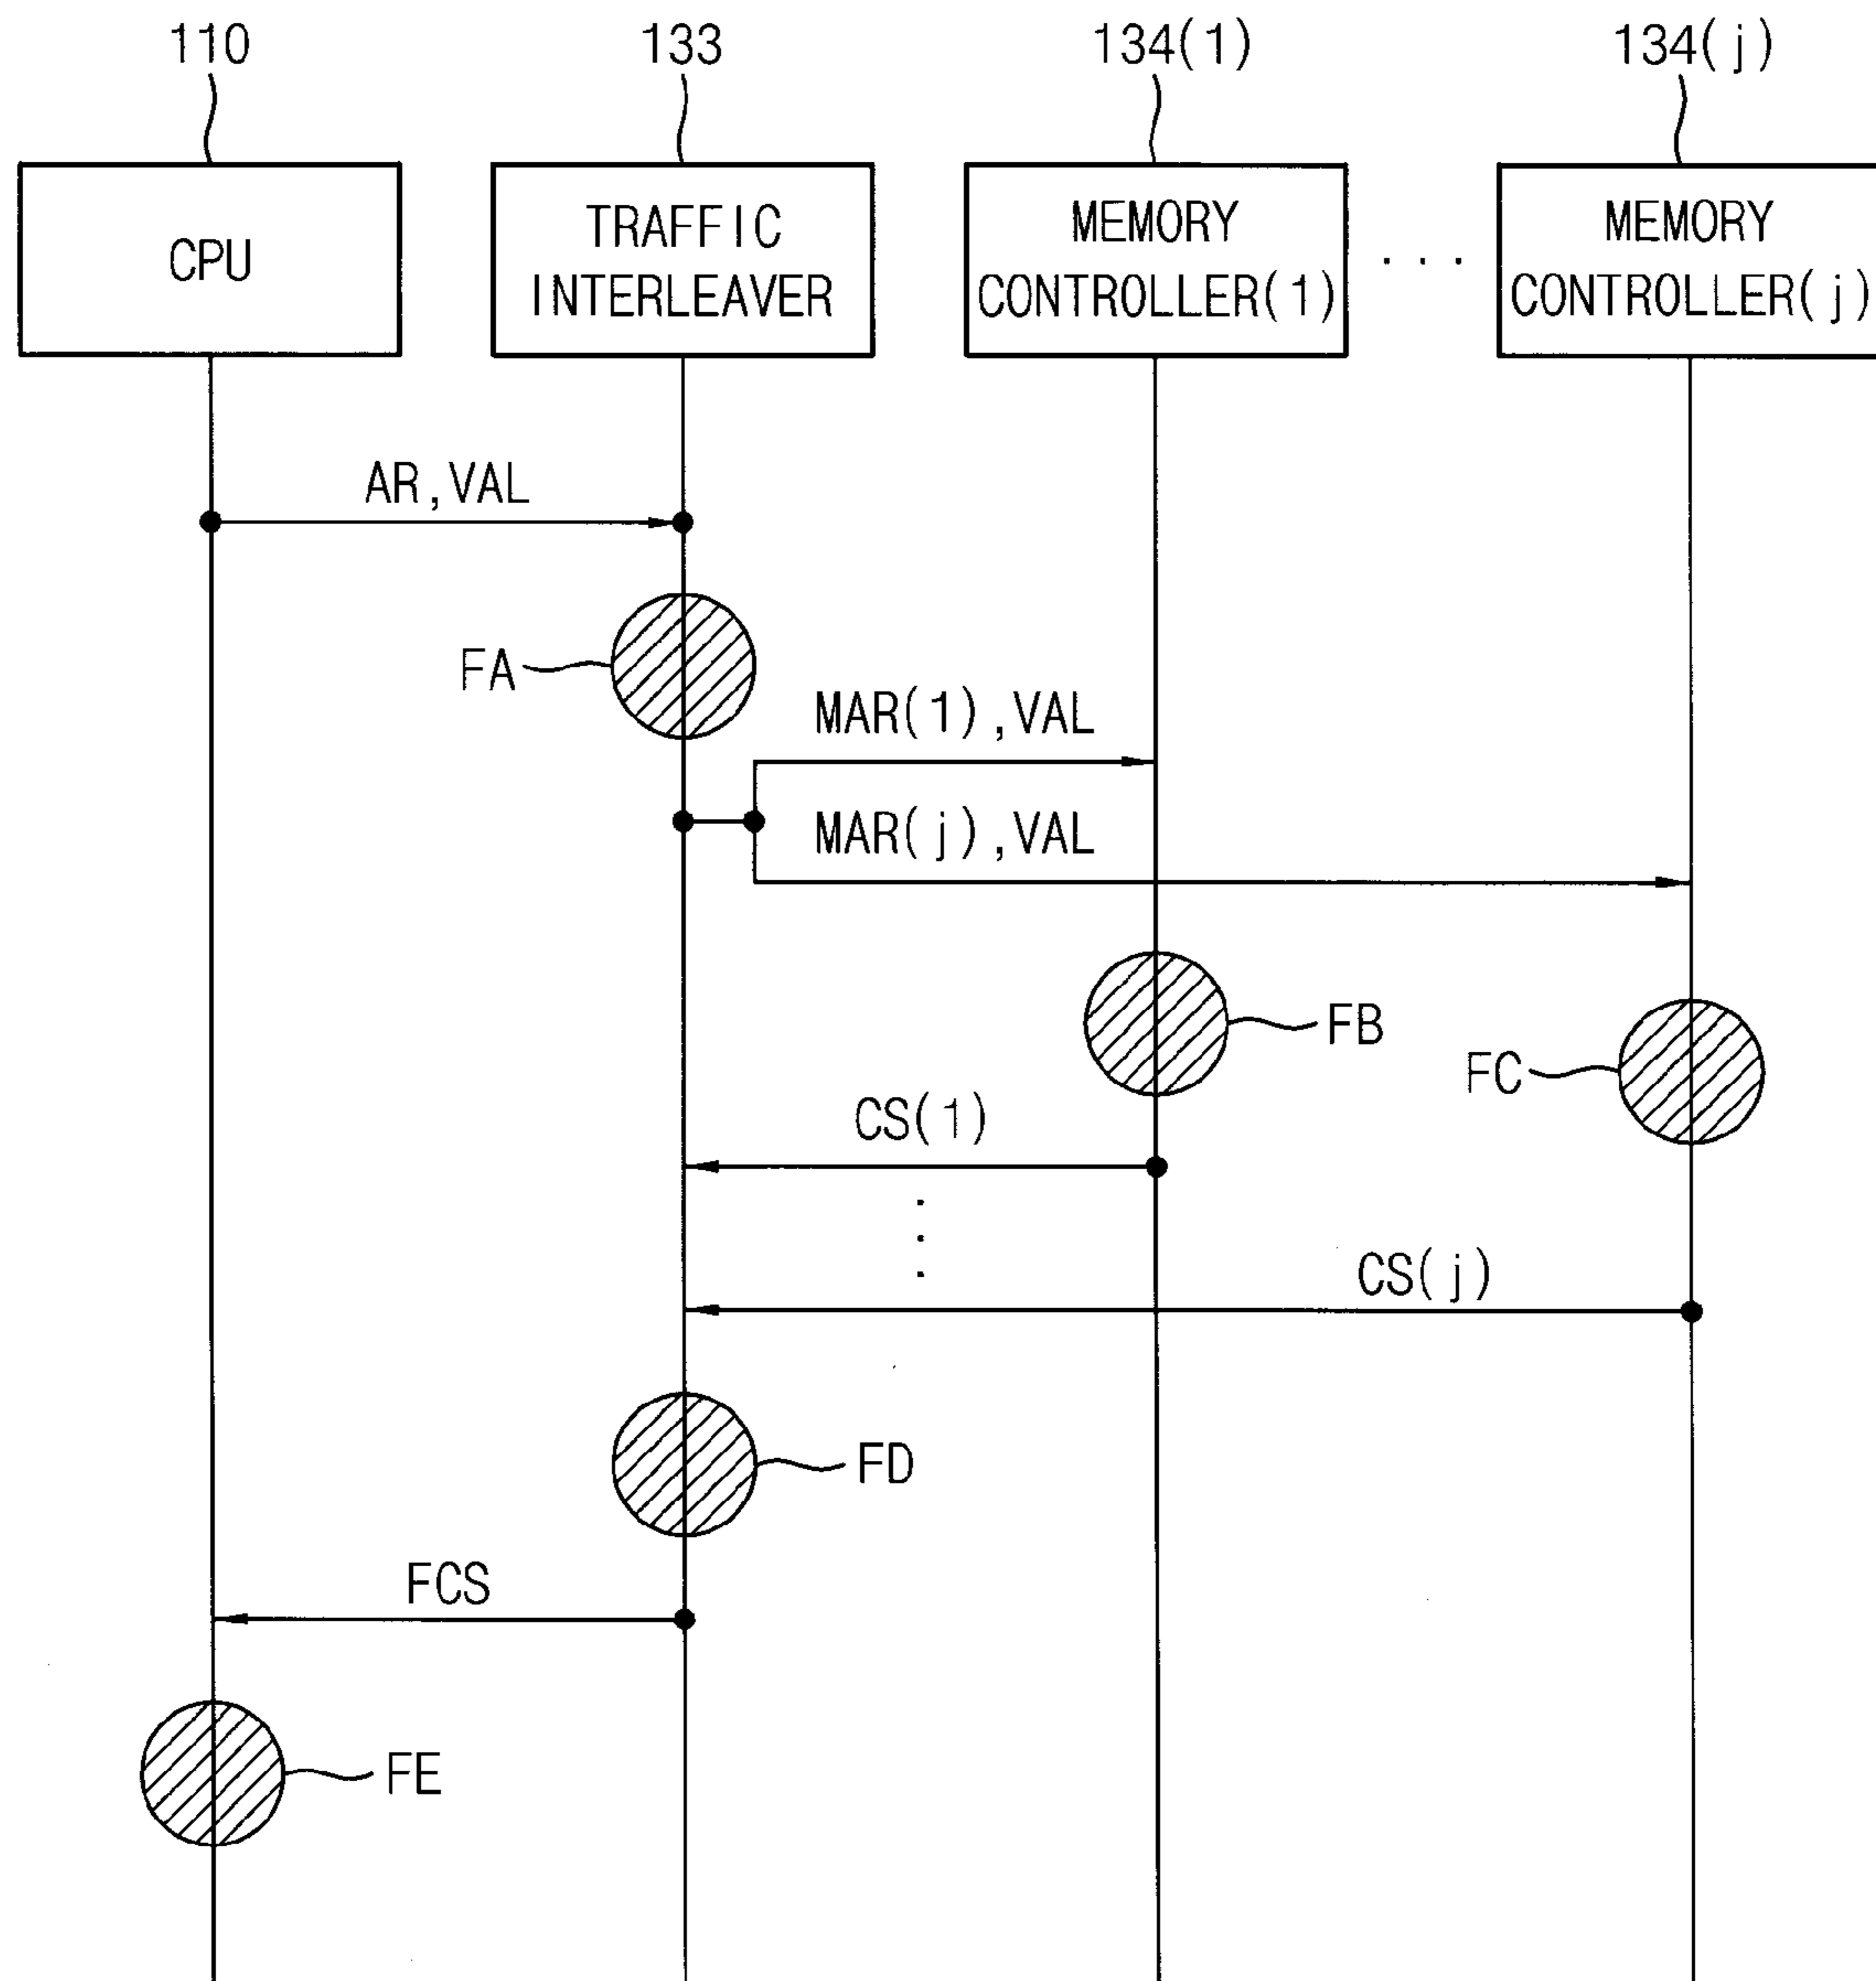 110
133
134(1)
134(j)
CPU
TRAFFIC
INTERLEAVER
MEMORY
CONTROLLER(1)
. . .
MEMORY
CONTROLLER(j)
AR,VAL
FA
MAR(1),VAL
MAR(j),VAL
FB
FC
CS(1)
CS(j)
FD
FCS
FE